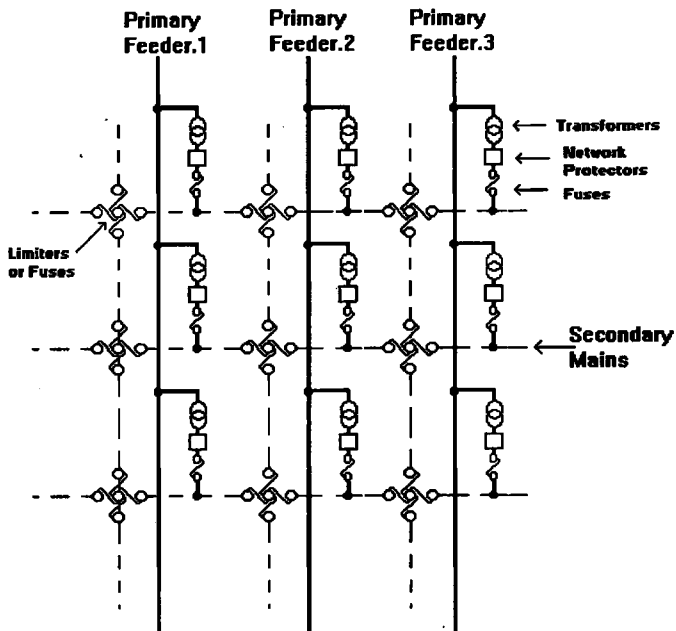 Primary
Feeder.1
Primary
Feeder.2
Primary
Feeder.3
Transformers
Network
Protectors
Fuses
Limiters
or Fuses
Secondary
Mains